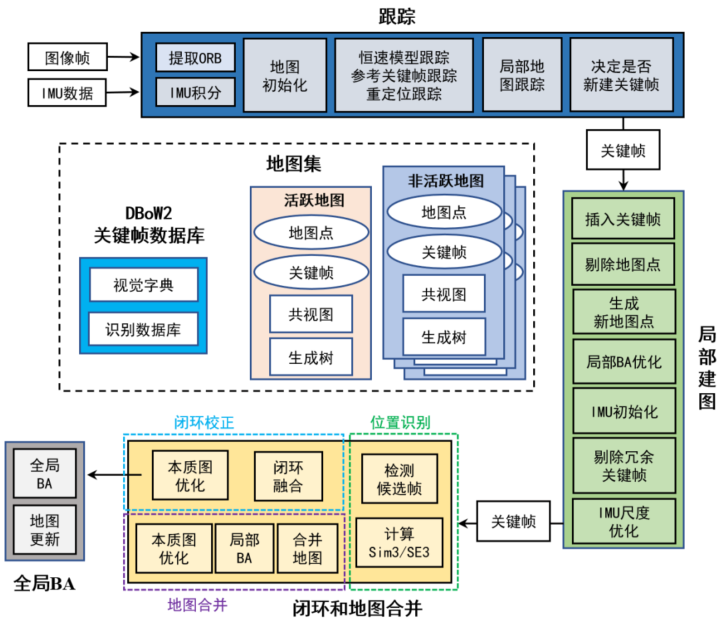 跟踪
图像帧
IMU数据
提取ORB
IMU积分
地图
初始化
恒速模型跟踪
参考关键帧跟踪
重定位跟踪
局部地
图跟踪
决定是否
新建关键帧
关键帧
地图集
DBoW2
关键帧数据库
视觉字典
识别数据库
活跃地图
地图点
关键帧
共视图
生成树
非活跃地图
地图点
关键帧
共视图
生成树
插入关键帧
剔除地图点
生成
新地图点
局部BA优化
IMU初始化
剔除冗余
关键帧
IMU尺度
优化
局部建图
关键帧
闭环校正
位置识别
本质图
优化
闭环
融合
检测
候选帧
本质图
优化
局部
BA
合并
地图
计算
Sim3/SE3
地图合并
闭环和地图合并
全局
BA
地图
更新
全局BA